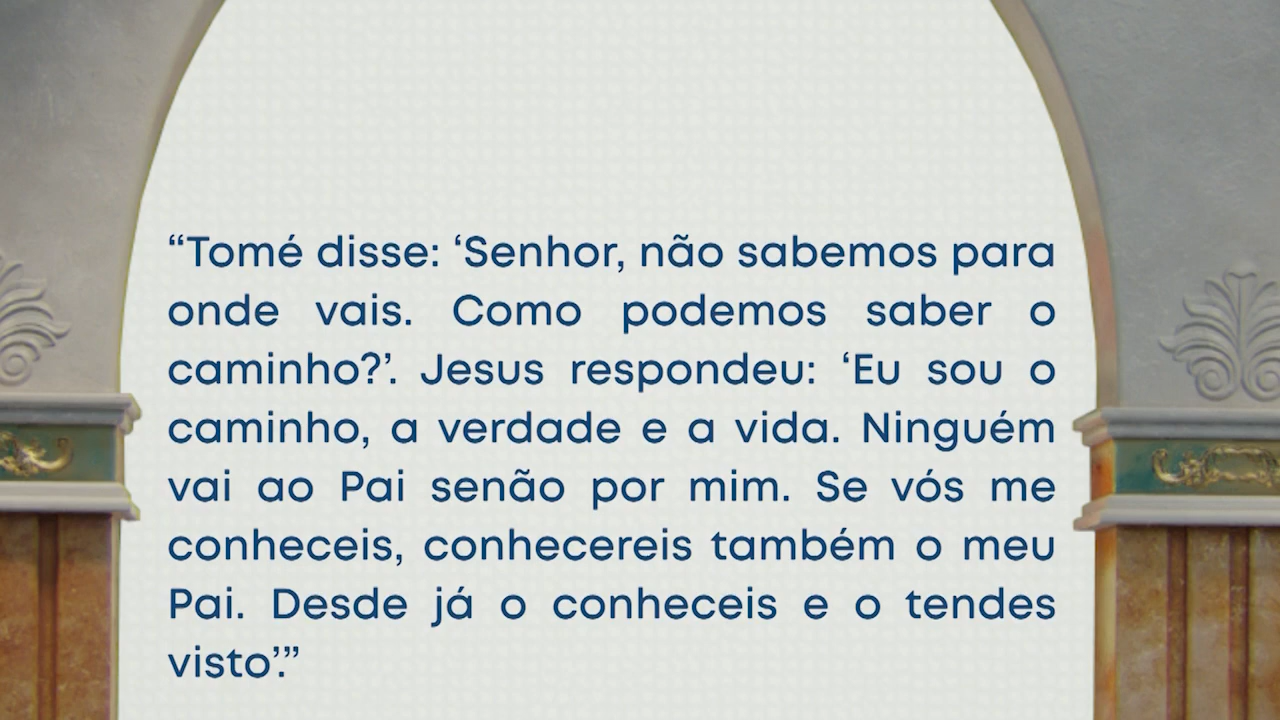 “Tomé disse: ‘Senhor, não sabemos para
onde vais. Como podemos saber o
caminho?’. Jesus respondeu: ‘Eu sou o
caminho, a verdade e a vida. Ninguém
vai ao Pai senão por mim. Se vós me
conheceis, conhecereis também o meu
Pai. Desde já o conheceis e o tendes
visto’.”